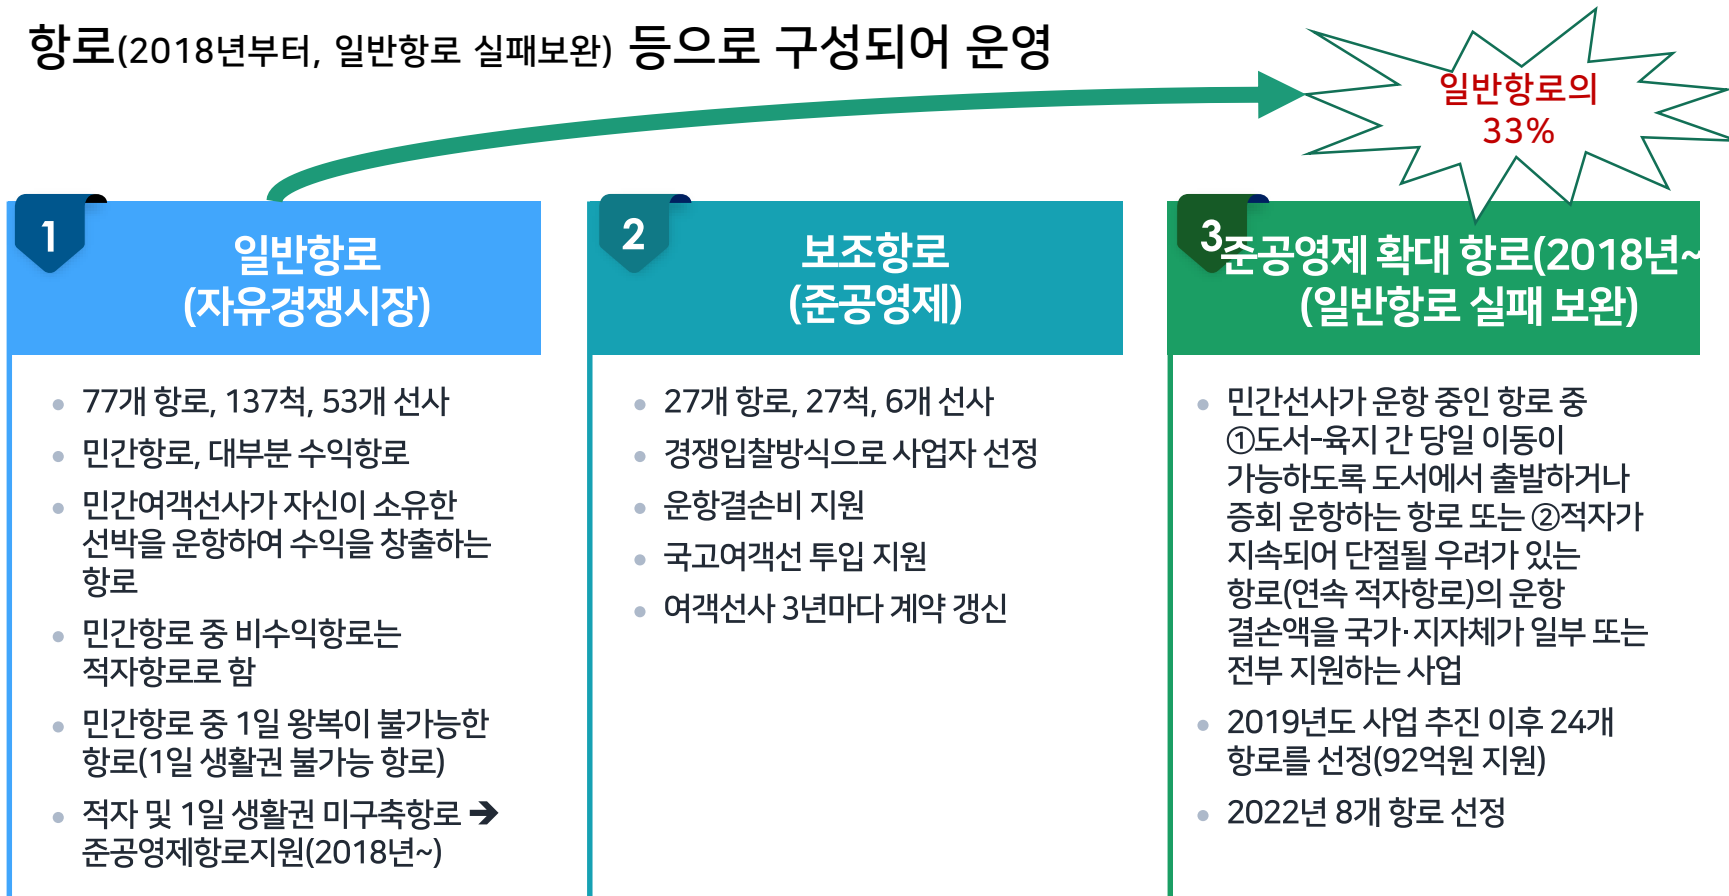 항로(2018년부터, 일반항로 실패보완) 등으로 구성되어 운영
일반항로의
33%
1
일반항로
(자유경쟁시장)
77개 항로, 137척, 53개 선사
민간항로, 대부분 수익항로
민간여객선사가 자신이 소유한
선박을 운항하여 수익을 창출하는
항로
민간항로 중 비수익항로는
적자항로로 함
민간항로 중 1일 왕복이 불가능한
항로(1일 생활권 불가능 항로)
적자 및 1일 생활권 미구축항로 ➔
준공영제항로지원(2018년~)
2
보조항로
(준공영제)
27개 항로, 27척, 6개 선사
경쟁입찰방식으로 사업자 선정
운항결손비 지원
국고여객선 투입 지원
여객선사 3년마다 계약 갱신
3
준공영제 확대 항로(2018년~
(일반항로 실패 보완)
민간선사가 운항 중인 항로 중
①도서-육지 간 당일 이동이
가능하도록 도서에서 출발하거나
증회 운항하는 항로 또는 ②적자가
지속되어 단절될 우려가 있는
항로(연속 적자항로)의 운항
결손액을 국가·지자체가 일부 또는
전부 지원하는 사업
2019년도 사업 추진 이후 24개
항로를 선정(92억원 지원)
2022년 8개 항로 선정